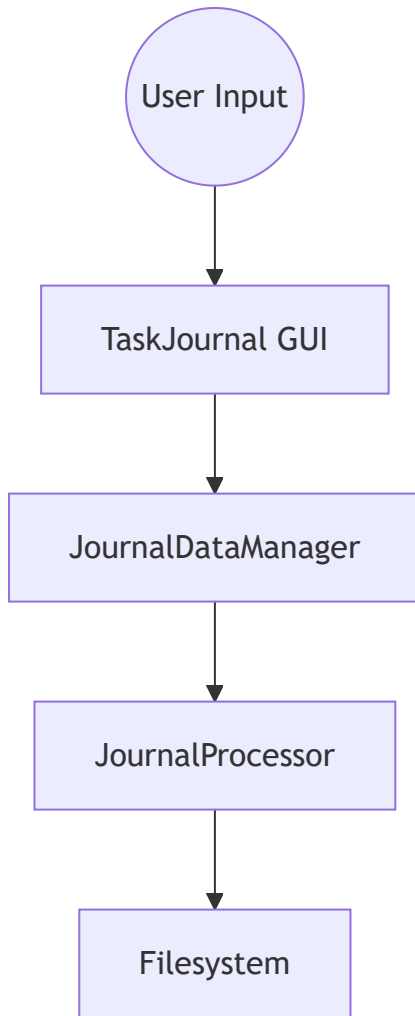 User Input
TaskJournal GUI
JournalDataManager
JournalProcessor
Filesystem